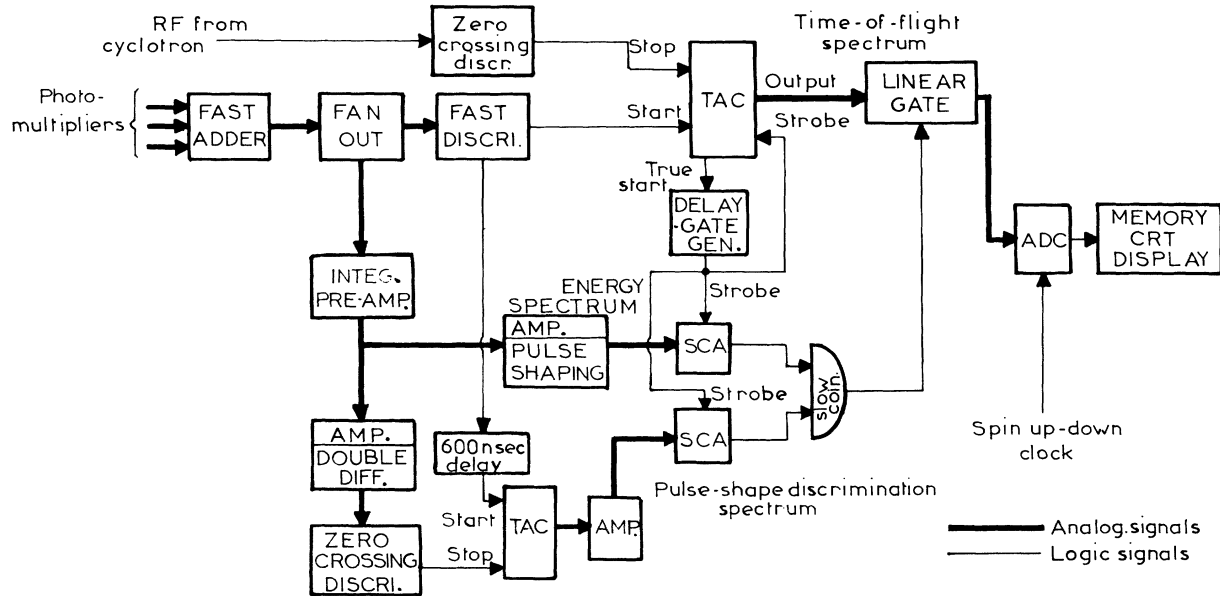 RF from
cyclotron
Zero
crossing
discr.
Stop
Time-of-flight
spectrum
Photo-
multipliers
FAST
ADDER
FAN
OUT
FAST
DISCRI.
Start
TAC
Output
Strobe
LINEAR
GATE
True
start
DELAY
-GATE
GEN.
ADC
MEMORY
CRT
DISPLAY
INTEG.
PRE-AMP.
ENERGY
SPECTRUM
Strobe
AMP.
PULSE
SHAPING
SCA
Strobe
SCA
slow
coin.
Spin up-down
clock
AMP.
DOUBLE
DIFF.
600nsec
delay
Start
TAC
AMP.
Pulse-shape discrimination
spectrum
ZERO
CROSSING
DISCRI.
Stop
Analog.signals
Logic signals